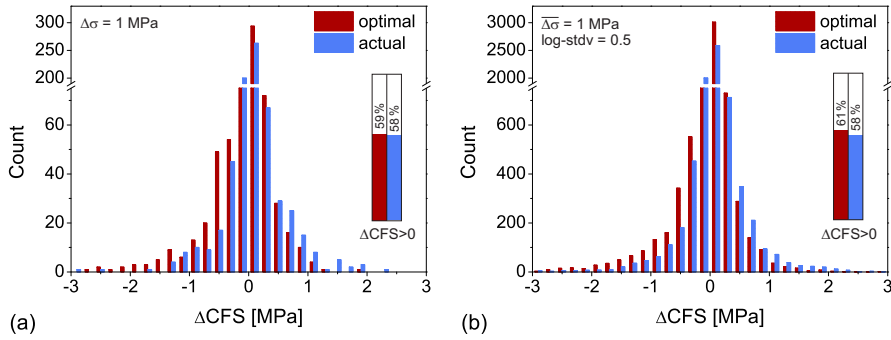 Δσ = 1 MPa
optimal
actual
300
250
200
60
40
20
0
Count
59 %
58 %
ΔCFS>0
-3
-2
-1
0
1
2
3
ΔCFS [MPa]
(a)
Δσ = 1 MPa
log-stdv = 0.5
optimal
actual
3000
2500
2000
600
400
200
0
Count
61 %
58 %
ΔCFS>0
-3
-2
-1
0
1
2
3
ΔCFS [MPa]
(b)